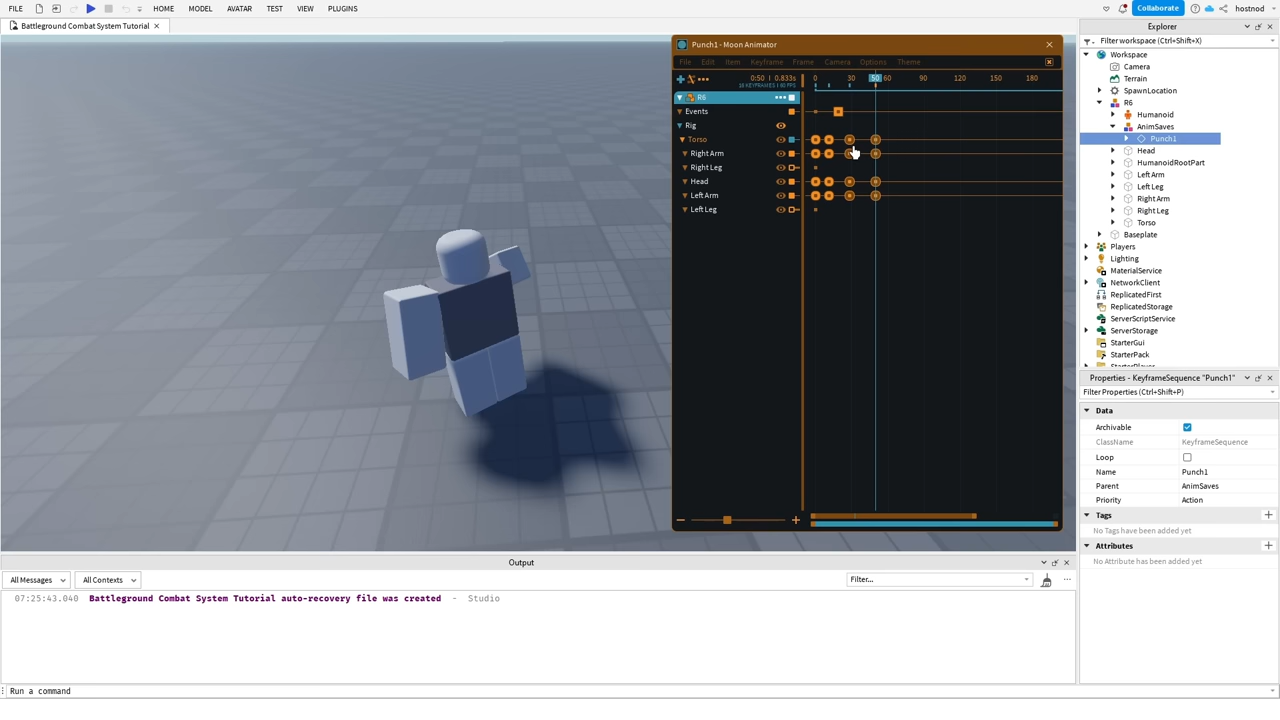 FILE HOME MODEL AVATAR TEST VIEW PLUGINS Collaborate hostnod
Battleground Combat System Tutorial
Punch1 - Moon Animator
File Edit Item Keyframe Frame Camera Options Theme
0:50 | 0.833s
0 30 50 60 90 120 150 180
R6
Events
Rig
Torso
Right Arm
Right Leg
Head
Left Arm
Left Leg
Explorer
Filter workspace (Ctrl+Shift+X)
Workspace
Camera
Terrain
SpawnLocation
R6
Humanoid
AnimSaves
Punch1
Head
HumanoidRootPart
Left Arm
Left Leg
Right Arm
Right Leg
Torso
Baseplate
Players
Lighting
MaterialService
NetworkClient
ReplicatedFirst
ReplicatedStorage
ServerScriptService
ServerStorage
StarterGui
StarterPack
StarterPlayer
Properties - KeyframeSequence "Punch1"
Filter Properties (Ctrl+Shift+P)
Data
Archivable
ClassName KeyframeSequence
Loop
Name Punch1
Parent AnimSaves
Priority Action
Tags
No Tags have been added yet
Attributes
No Attribute has been added yet
Output
All Messages All Contexts Filter...
07:25:43.040 Battleground Combat System Tutorial auto-recovery file was created - Studio
Run a command